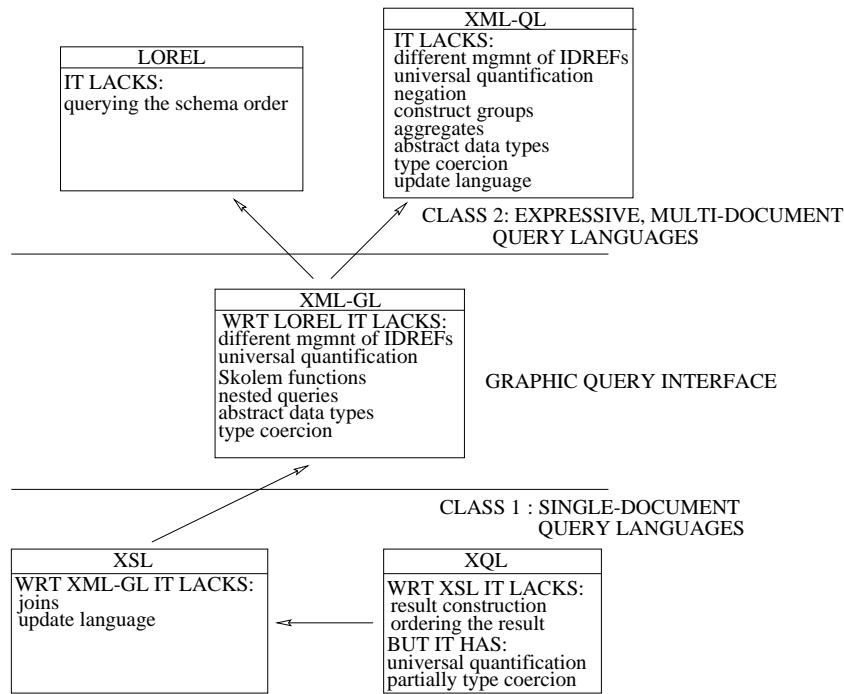 LOREL
IT LACKS:
querying the schema order
XML-QL
IT LACKS:
different mgmnt of IDREFs
universal quantification
negation
construct groups
aggregates
abstract data types
type coercion
update language
CLASS 2: EXPRESSIVE, MULTI-DOCUMENT
QUERY LANGUAGES
XML-GL
WRT LOREL IT LACKS:
different mgmnt of IDREFs
universal quantification
Skolem functions
nested queries
abstract data types
type coercion
GRAPHIC QUERY INTERFACE
CLASS 1 : SINGLE-DOCUMENT
QUERY LANGUAGES
XSL
WRT XML-GL IT LACKS:
joins
update language
XQL
WRT XSL IT LACKS:
result construction
ordering the result
BUT IT HAS:
universal quantification
partially type coercion